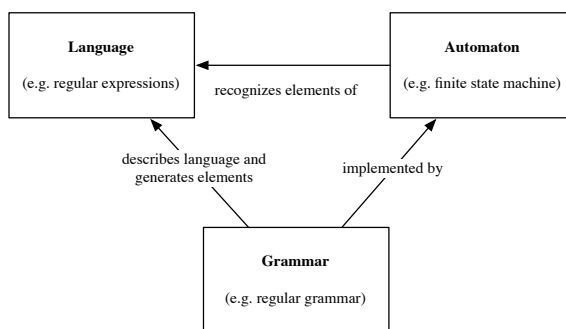 Language
(e.g. regular expressions)
Automaton
(e.g. finite state machine)
recognizes elements of
describes language and
generates elements
implemented by
Grammar
(e.g. regular grammar)